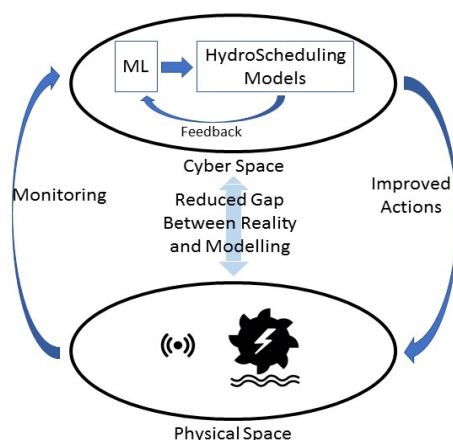 ML
HydroScheduling
Models
Feedback
Cyber Space
Monitoring
Reduced Gap
Between Reality
and Modelling
Improved
Actions
Physical Space